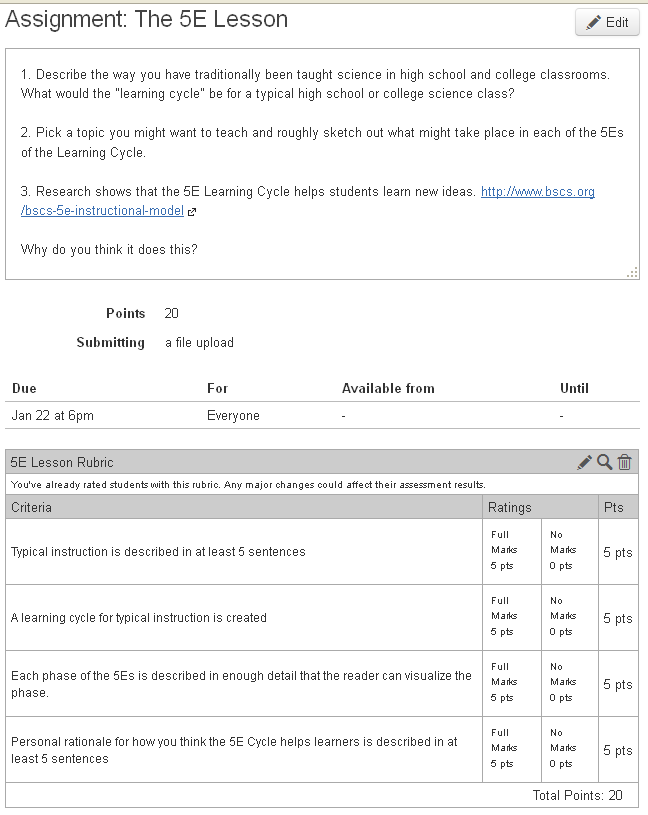 Assignment: The 5E Lesson
Edit
1. Describe the way you have traditionally been taught science in high school and college classrooms.
What would the "learning cycle" be for a typical high school or college science class?
2. Pick a topic you might want to teach and roughly sketch out what might take place in each of the 5Es
of the Learning Cycle.
3. Research shows that the 5E Learning Cycle helps students learn new ideas. http://www.bscs.org
/bscs-5e-instructional-model
Why do you think it does this?
Points 20
Submitting a file upload
Due For Available from Until
Jan 22 at 6pm Everyone - -
5E Lesson Rubric
You've already rated students with this rubric. Any major changes could affect their assessment results.
Criteria Ratings Pts
Typical instruction is described in at least 5 sentences
Full
Marks
5 pts
No
Marks
0 pts
5 pts
A learning cycle for typical instruction is created
Full
Marks
5 pts
No
Marks
0 pts
5 pts
Each phase of the 5Es is described in enough detail that the reader can visualize the
phase.
Full
Marks
5 pts
No
Marks
0 pts
5 pts
Personal rationale for how you think the 5E Cycle helps learners is described in at
least 5 sentences
Full
Marks
5 pts
No
Marks
0 pts
5 pts
Total Points: 20